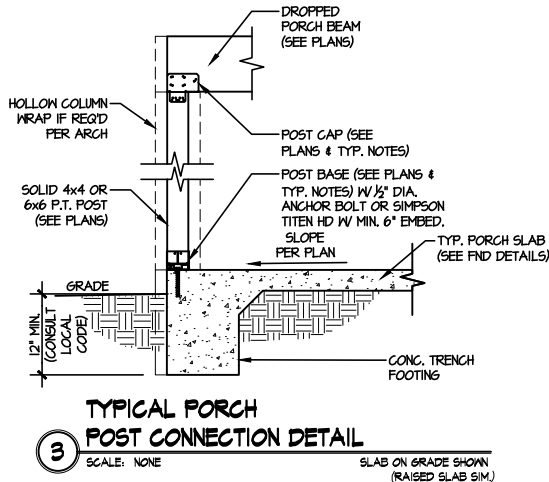 DROPPED
PORCH BEAM
(SEE PLANS)
HOLLOW COLUMN
WRAP IF REQ'D
PER ARCH
POST CAP (SEE
PLANS & TYP. NOTES)
POST BASE (SEE PLANS &
TYP. NOTES) W/ ½" DIA.
ANCHOR BOLT OR SIMPSON
TITEN HD W/ MIN. 6" EMBED.
SOLID 4x4 OR
6x6 P.T. POST
(SEE PLANS)
SLOPE
PER PLAN
TYP. PORCH SLAB
(SEE FND DETAILS)
GRADE
12" MIN.
(CONSULT
LOCAL
CODE)
CONC. TRENCH
FOOTING
TYPICAL PORCH
POST CONNECTION DETAIL
3
SCALE: NONE
SLAB ON GRADE SHOWN
(RAISED SLAB SIM.)